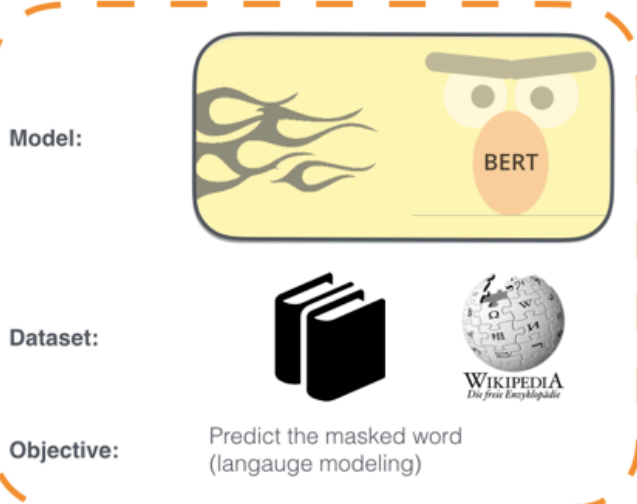 Model:
BERT
Dataset:
WIKIPEDIA
Die freie Enzyklopädie
Objective:
Predict the masked word
(langauge modeling)